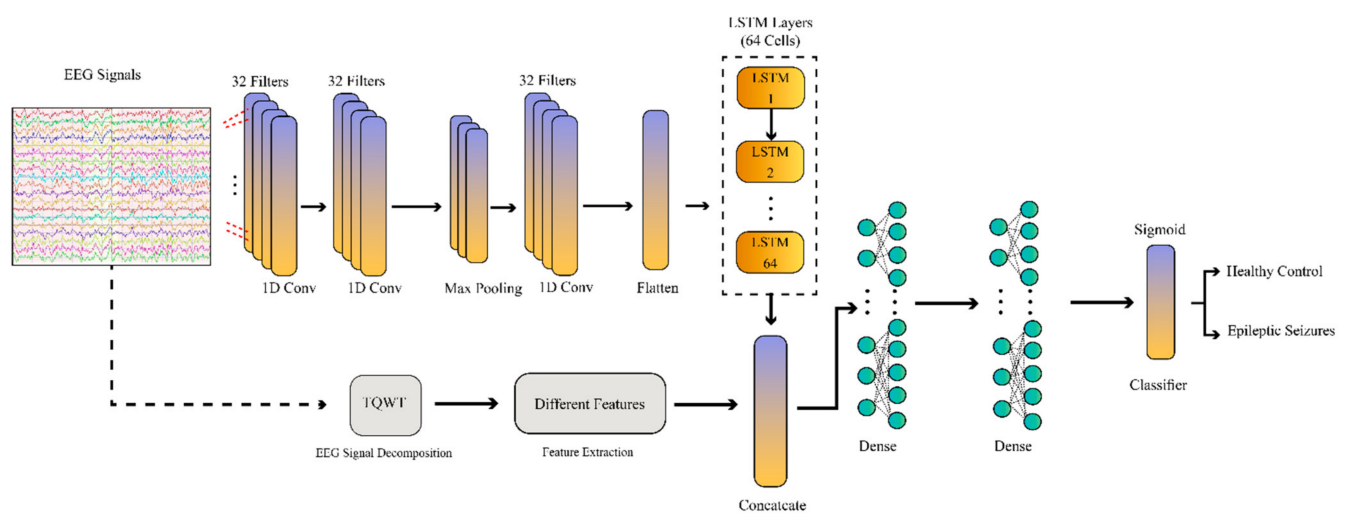 LSTM Layers
(64 Cells)
EEG Signals
32 Filters
32 Filters
32 Filters
LSTM
1
LSTM
2
LSTM
64
1D Conv
1D Conv
Max Pooling
1D Conv
Flatten
Sigmoid
Healthy Control
Epileptic Seizures
Classifier
TQWT
Different Features
EEG Signal Decomposition
Feature Extraction
Dense
Dense
Concatcate